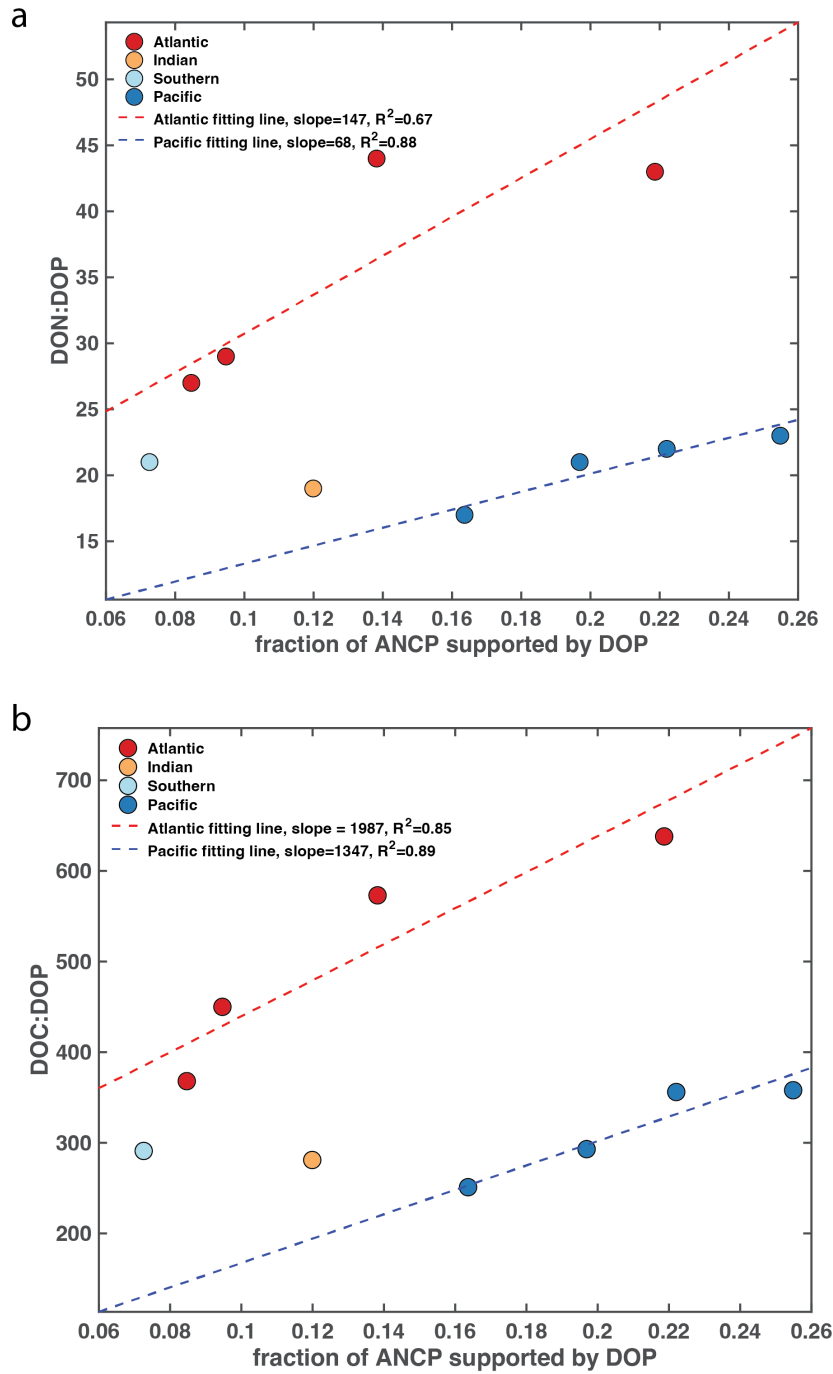 a
Atlantic
Indian
Southern
Pacific
Atlantic fitting line, slope=147, R²=0.67
Pacific fitting line, slope=68, R²=0.88
50
45
40
35
30
25
20
15
DON:DOP
0.06 0.08 0.1 0.12 0.14 0.16 0.18 0.2 0.22 0.24 0.26
fraction of ANCP supported by DOP
b
Atlantic
Indian
Southern
Pacific
Atlantic fitting line, slope = 1987, R²=0.85
Pacific fitting line, slope=1347, R²=0.89
700
600
500
400
300
200
DOC:DOP
0.06 0.08 0.1 0.12 0.14 0.16 0.18 0.2 0.22 0.24 0.26
fraction of ANCP supported by DOP